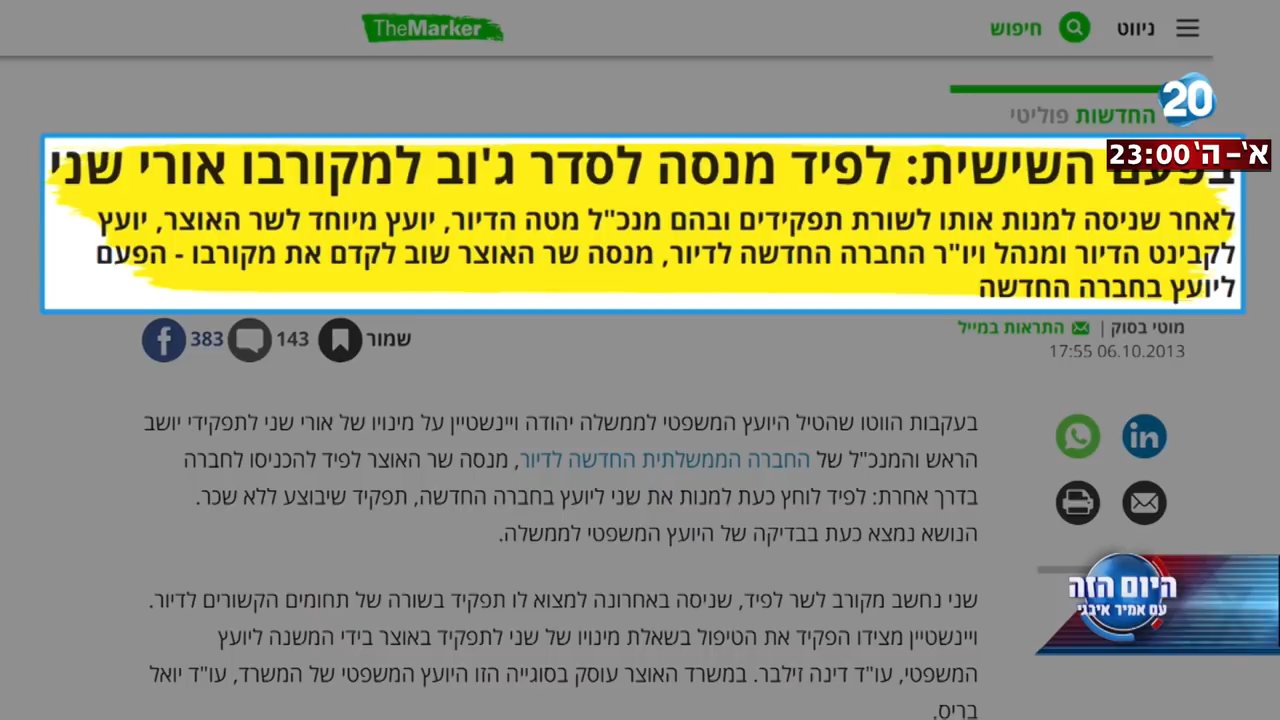 TheMarker
חיפוש
ניווט
20
החדשות פוליטי
א'-ה' 23:00
בפעם השישית: לפיד מנסה לסדר ג'וב למקורבו אורי שני
לאחר שניסה למנות אותו לשורת תפקידים ובהם מנכ"ל מטה הדיור, יועץ מיוחד לשר האוצר, יועץ
לקבינט הדיור ומנהל ויו"ר החברה החדשה לדיור, מנסה שר האוצר שוב לקדם את מקורבו - הפעם
ליועץ בחברה החדשה
מוטי בסוק | התראות במייל
17:55 06.10.2013
שמור
143
383
בעקבות הווטו שהטיל היועץ המשפטי לממשלה יהודה ויינשטיין על מינויו של אורי שני לתפקידי יושב
הראש והמנכ"ל של החברה הממשלתית החדשה לדיור, מנסה שר האוצר לפיד להכניסו לחברה
בדרך אחרת: לפיד לוחץ כעת למנות את שני ליועץ בחברה החדשה, תפקיד שיבוצע ללא שכר.
הנושא נמצא כעת בבדיקה של היועץ המשפטי לממשלה.
שני נחשב מקורב לשר לפיד, שניסה באחרונה למצוא לו תפקיד בשורה של תחומים הקשורים לדיור.
ויינשטיין מצידו הפקיד את הטיפול בשאלת מינויו של שני לתפקיד באוצר בידי המשנה ליועץ
המשפטי, עו"ד דינה זילבר. במשרד האוצר עוסק בסוגייה הזו היועץ המשפטי של המשרד, עו"ד יואל
בריס.
היום הזה
עם אמיר איבגי